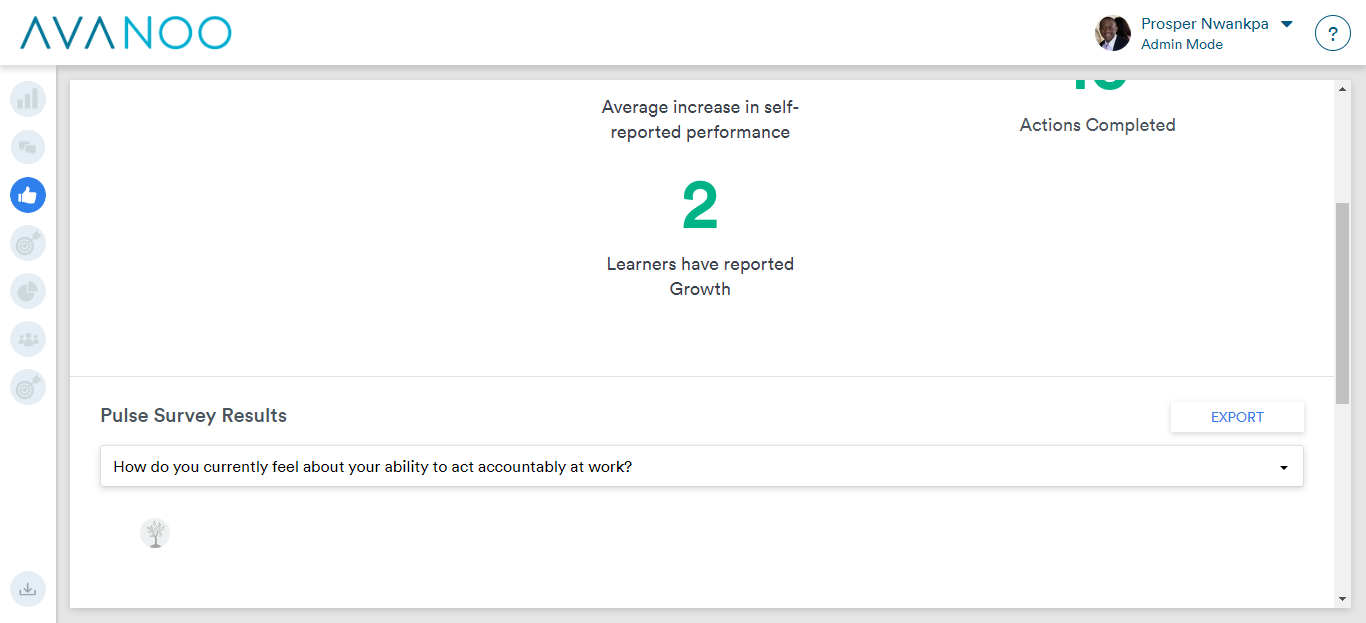 AVANOO
Prosper Nwankpa
Admin Mode
?
Average increase in self-
reported performance
Actions Completed
2
Learners have reported
Growth
Pulse Survey Results
EXPORT
How do you currently feel about your ability to act accountably at work?